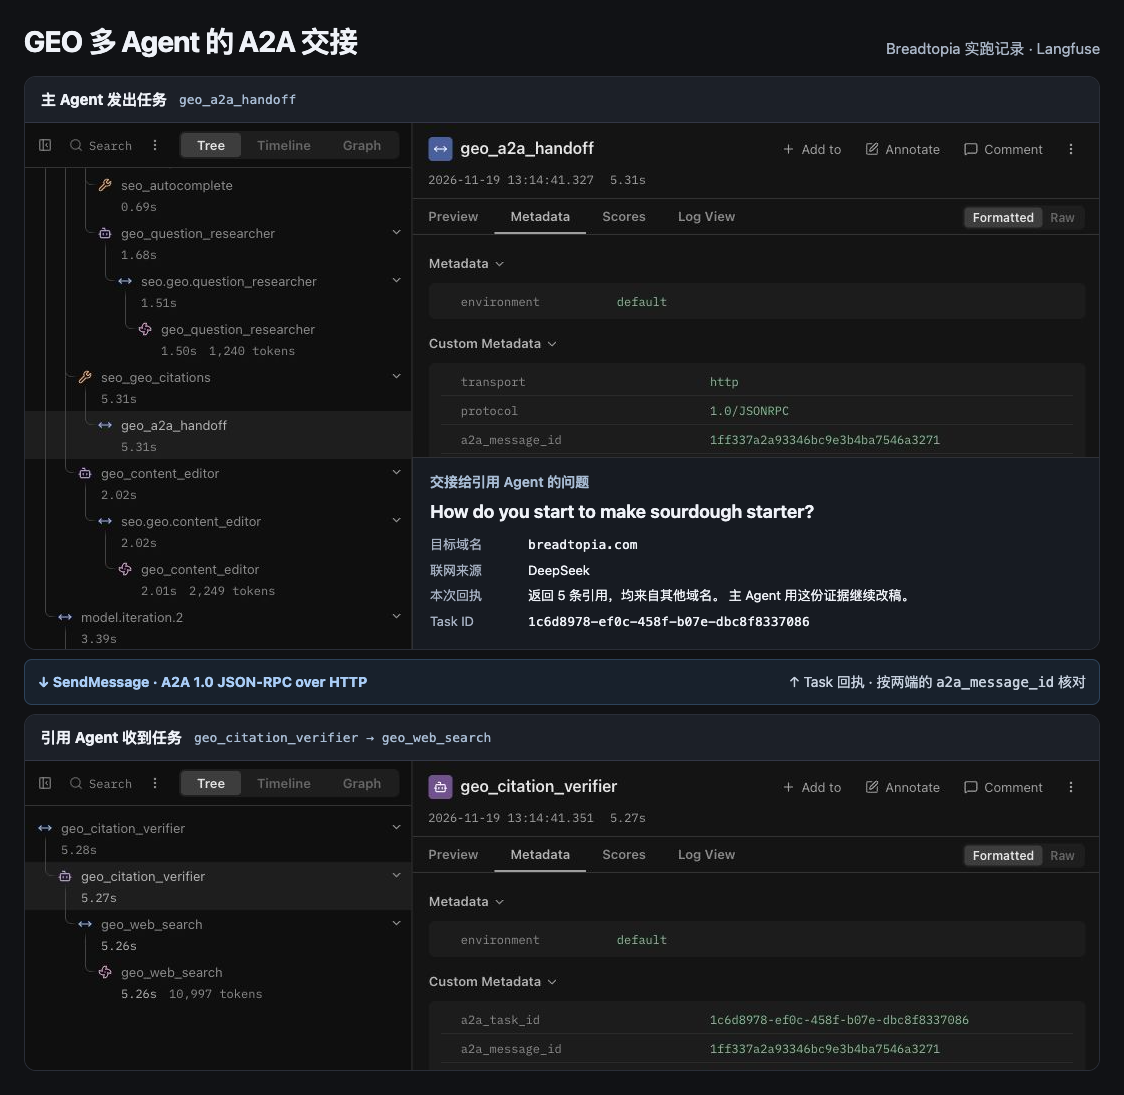 GEO 多 Agent 的 A2A 交接
Breadtopia 实跑记录 · Langfuse
主 Agent 发出任务 geo_a2a_handoff
Search Tree Timeline Graph
seo_autocomplete
0.69s
geo_question_researcher
1.68s
seo.geo.question_researcher
1.51s
geo_question_researcher
1.50s 1,240 tokens
seo_geo_citations
5.31s
geo_a2a_handoff
5.31s
geo_content_editor
2.02s
seo.geo.content_editor
2.02s
geo_content_editor
2.01s 2,249 tokens
model.iteration.2
3.39s
geo_a2a_handoff
+ Add to Annotate Comment
2026-11-19 13:14:41.327 5.31s
Preview Metadata Scores Log View Formatted Raw
Metadata
environment default
Custom Metadata
transport http
protocol 1.0/JSONRPC
a2a_message_id 1ff337a2a93346bc9e3b4ba7546a3271
交接给引用 Agent 的问题
How do you start to make sourdough starter?
目标域名 breadtopia.com
联网来源 DeepSeek
本次回执 返回 5 条引用，均来自其他域名。 主 Agent 用这份证据继续改稿。
Task ID 1c6d8978-ef0c-458f-b07e-dbc8f8337086
↓ SendMessage · A2A 1.0 JSON-RPC over HTTP
↑ Task 回执 · 按两端的 a2a_message_id 核对
引用 Agent 收到任务 geo_citation_verifier → geo_web_search
Search Tree Timeline Graph
geo_citation_verifier
5.28s
geo_citation_verifier
5.27s
geo_web_search
5.26s
geo_web_search
5.26s 10,997 tokens
geo_citation_verifier
+ Add to Annotate Comment
2026-11-19 13:14:41.351 5.27s
Preview Metadata Scores Log View Formatted Raw
Metadata
environment default
Custom Metadata
a2a_task_id 1c6d8978-ef0c-458f-b07e-dbc8f8337086
a2a_message_id 1ff337a2a93346bc9e3b4ba7546a3271